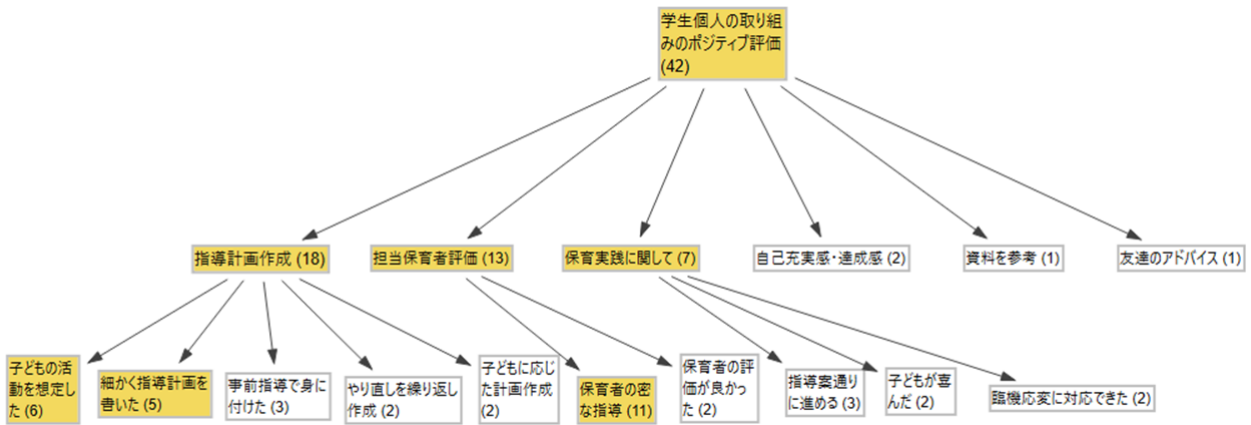 学生個人の取り組
みのポジティブ評価
(42)
指導計画作成 (18)
担当保育者評価 (13)
保育実践に関して (7)
自己充実感・達成感 (2)
資料を参考 (1)
友達のアドバイス (1)
子どもの活
動を想定し
た (6)
細かく指導計画を
書いた (5)
事前指導で身に
付けた (3)
やり直しを繰り返し
作成 (2)
子どもに応じ
た計画作成
(2)
保育者の密
な指導 (11)
保育者の評
価が良かっ
た (2)
指導案通り
に進める (3)
子どもが喜
んだ (2)
臨機応変に対応できた (2)